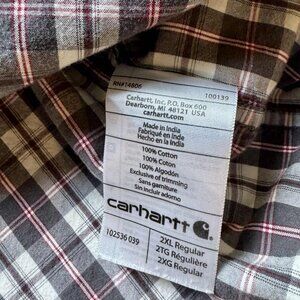 RN#14806
100139
Carhartt, Inc. P.O. Box 600
Dearborn, MI 48121 USA
carhartt.com
Made in India
Fabriqué en Inde
Hecho en la India
100% Cotton
100% Coton
100% Algodón
Exclusive of trimming
Sans garniture
Sin incluir adorno
carhartt
102536 039
2XL Regular
2TG Régulière
2XG Regular